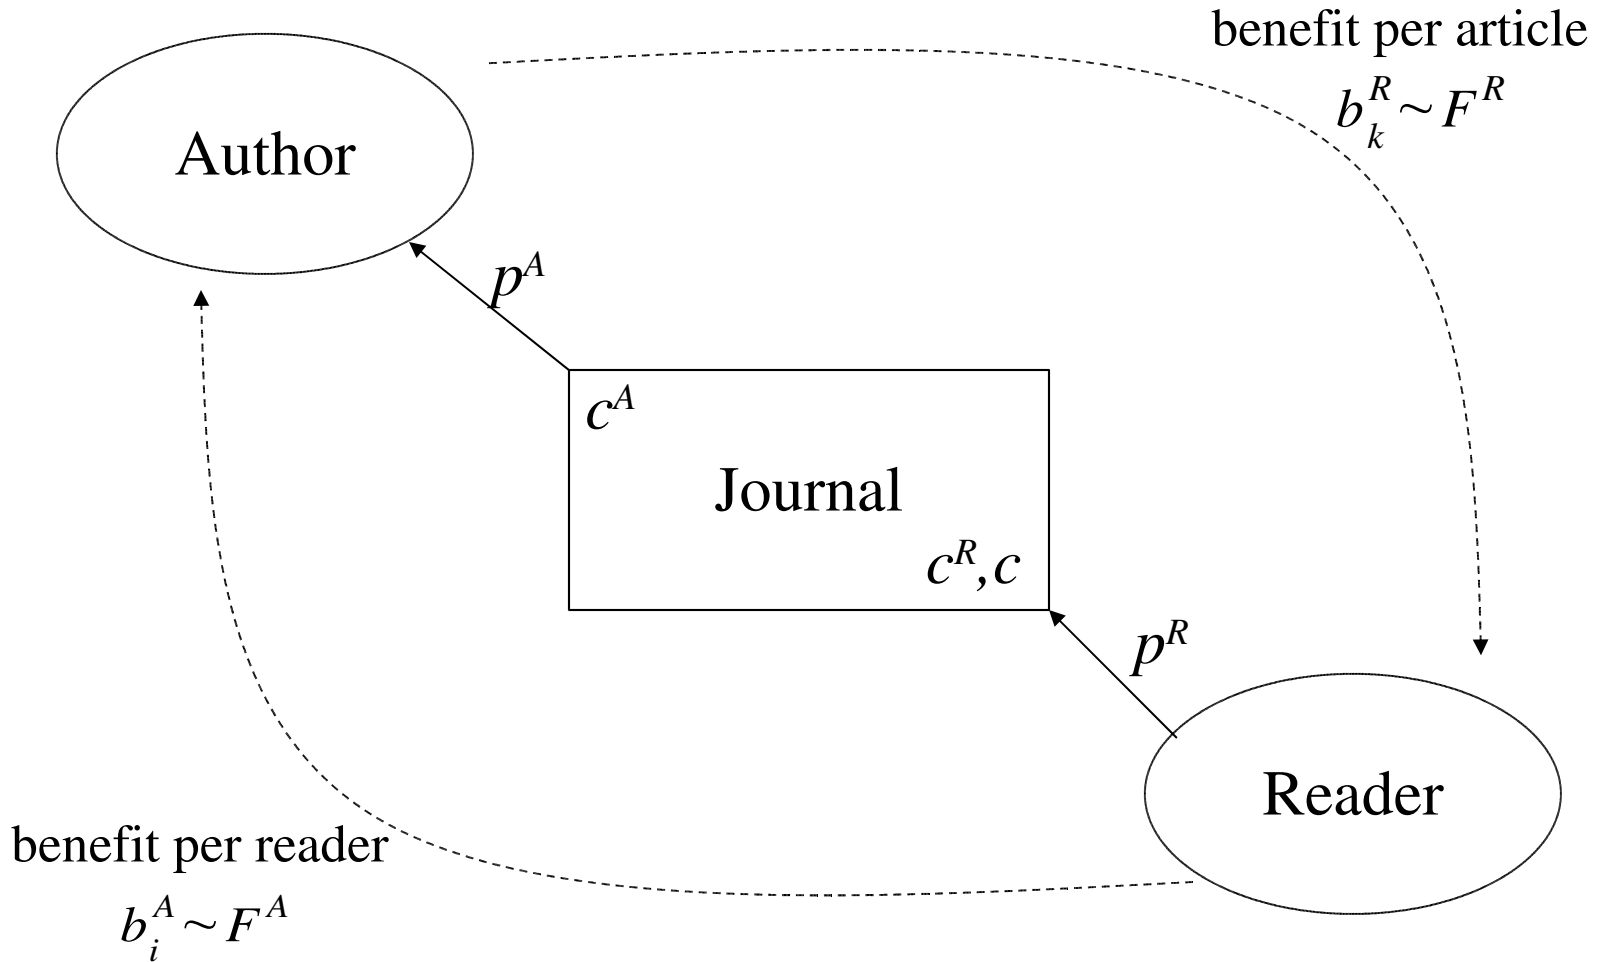 benefit per article
b_k^R ~ F^R
Author
p^A
c^A
Journal
c^R, c
p^R
Reader
benefit per reader
b_i^A ~ F^A